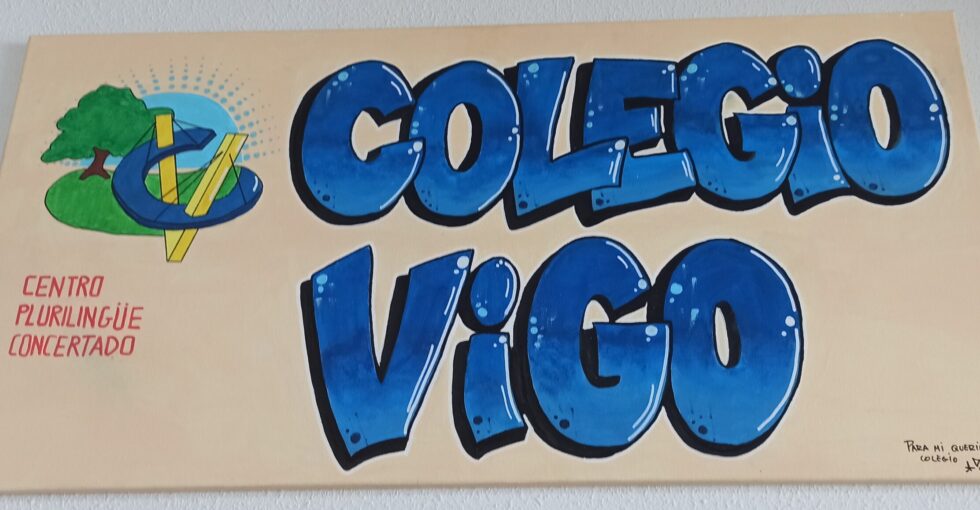 COLEGiO
ViGO
CENTRO
PLURILINGÜE
CONCERTADO
PARA MI
COLEGIO